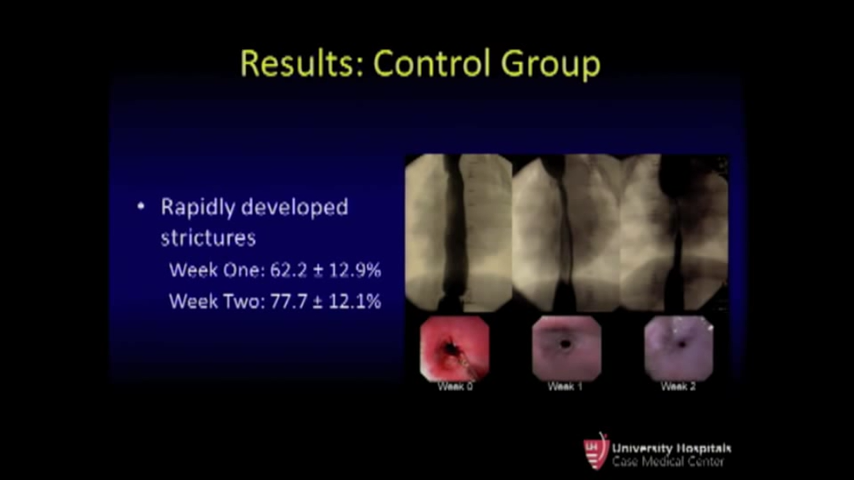 Results: Control Group
• Rapidly developed
strictures
Week One: 62.2 ± 12.9%
Week Two: 77.7 ± 12.1%
Week 0
Week 1
Week 2
UH
University Hospitals
Case Medical Center